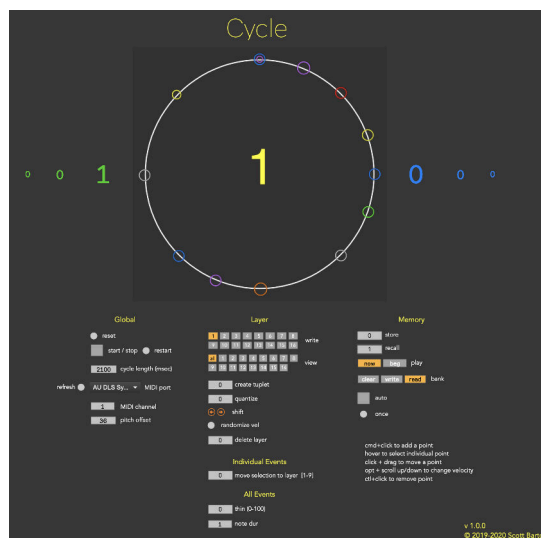 Cycle
0 0 1 1 0 0 0
Global Layer Memory
reset
start / stop restart
2100 cycle length (msec)
refresh AU DLS Sy... MIDI port
1 MIDI channel
36 pitch offset
1 2 3 4 5 6 7 8
9 10 11 12 13 14 15 16
write
all 1 2 3 4 5 6 7 8
9 10 11 12 13 14 15 16
view
0 create tuplet
0 quantize
shift
randomize vel
0 delete layer
Individual Events
0 move selection to layer [1-9]
All Events
0 thin (0-100)
1 note dur
0 store
1 recall
now beg play
clear write read bank
auto
once
cmd+click to add a point
hover to select individual point
click + drag to move a point
opt + scroll up/down to change velocity
ctl+click to remove point
v 1.0.0
© 2019-2020 Scott